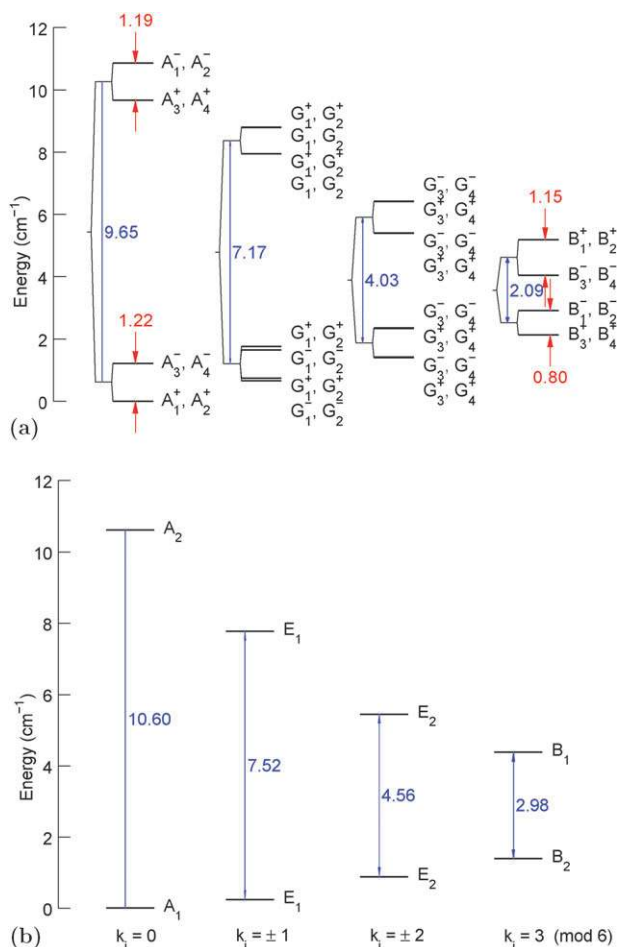 1.19
12
10
8
6
4
2
0
Energy (cm⁻¹)
A₁⁻, A₂⁻
A₃⁺, A₄⁺
9.65
1.22
A₃⁻, A₄⁻
A₁⁺, A₂⁺
G₁⁺, G₂⁺
G₁⁻, G₂⁻
G₁⁺, G₂⁺
G₁⁻, G₂⁻
7.17
G₁⁺, G₂⁺
G₁⁻, G₂⁻
G₁⁺, G₂⁺
G₁⁻, G₂⁻
G₃⁻, G₄⁻
G₃⁺, G₄⁺
G₃⁻, G₄⁻
G₃⁺, G₄⁺
4.03
G₃⁻, G₄⁻
G₃⁺, G₄⁺
G₃⁻, G₄⁻
G₃⁺, G₄⁺
1.15
B₁⁺, B₂⁺
B₃⁻, B₄⁻
2.09
B₁⁻, B₂⁻
B₃⁺, B₄⁺
0.80
(a)
12
10
8
6
4
2
0
Energy (cm⁻¹)
A₂
10.60
A₁
E₁
7.52
E₁
E₂
4.56
E₂
B₁
2.98
B₂
(b) kᵢ = 0 kᵢ = ± 1 kᵢ = ± 2 kᵢ = 3 (mod 6)